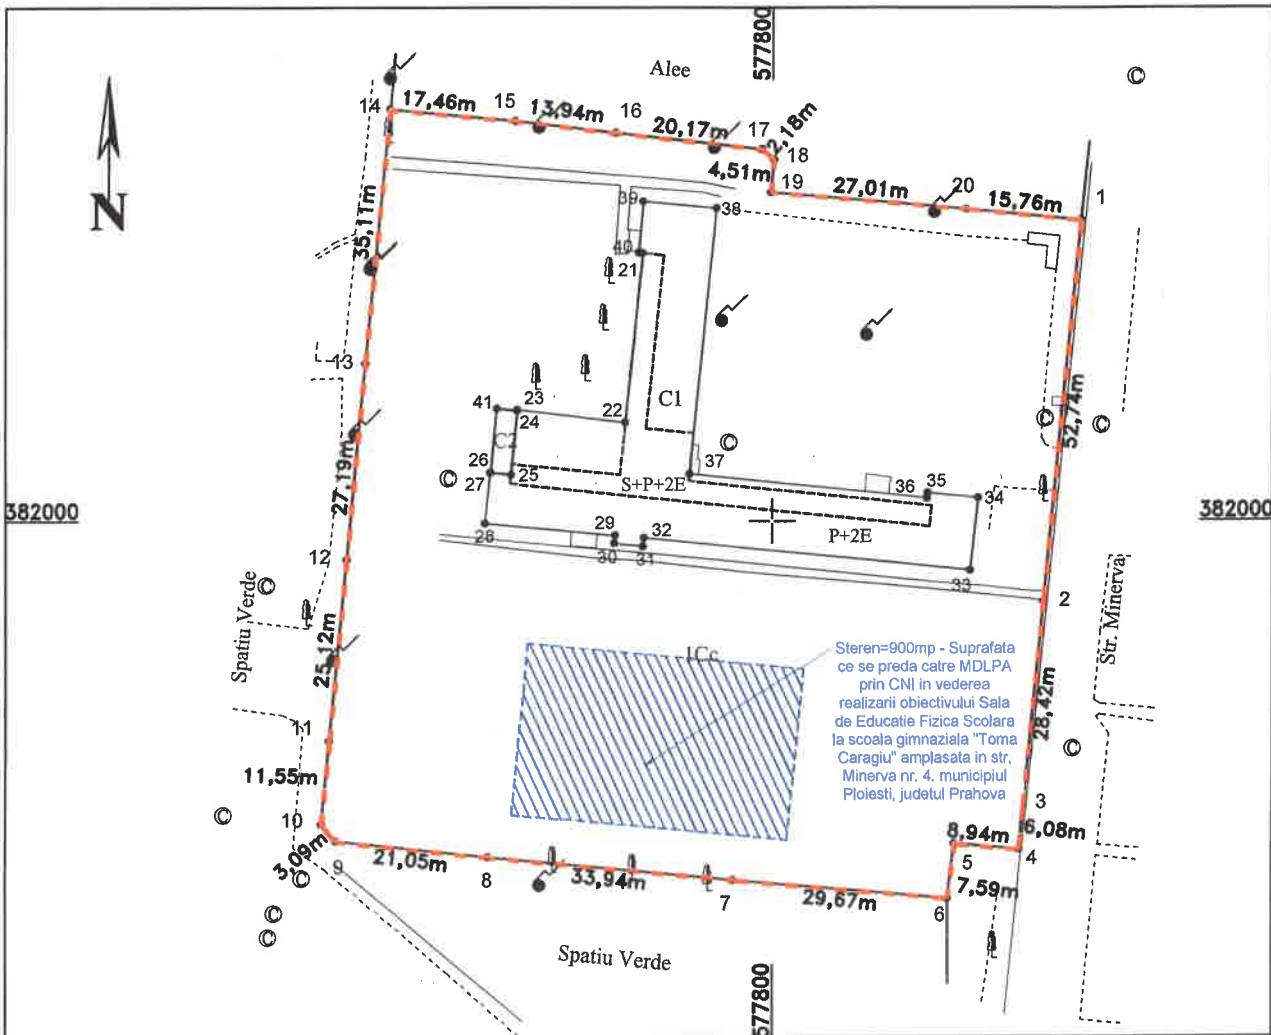 577800
Alee
14
17,46m
15
13,94m
16
20,17m
17
2,18m
18
4,51m
19
27,01m
20
15,76m
1
N
35,11m
39
38
40
21
13
C1
52,74m
41
23
22
24
C2
27,19m
26
25
37
27
S+P+2E
36
35
34
382000
382000
28
29
32
P+2E
30
31
33
12
2
Spatiu Verde
Str. Minerva
25,12m
1Cc
Steren=900mp - Suprafata
ce se preda catre MDLPA
prin CNI in vederea
realizarii obiectivului Sala
de Educatie Fizica Scolara
la scoala gimnaziala "Toma
Caragiu" amplasata in str.
Minerva nr. 4, municipiul
Ploiesti, judetul Prahova
28,42m
11
11,55m
10
3
6,08m
3,09m
9
21,05m
8
33,94m
7
29,67m
8,94m
5
4
7,59m
6
Spatiu Verde
577800